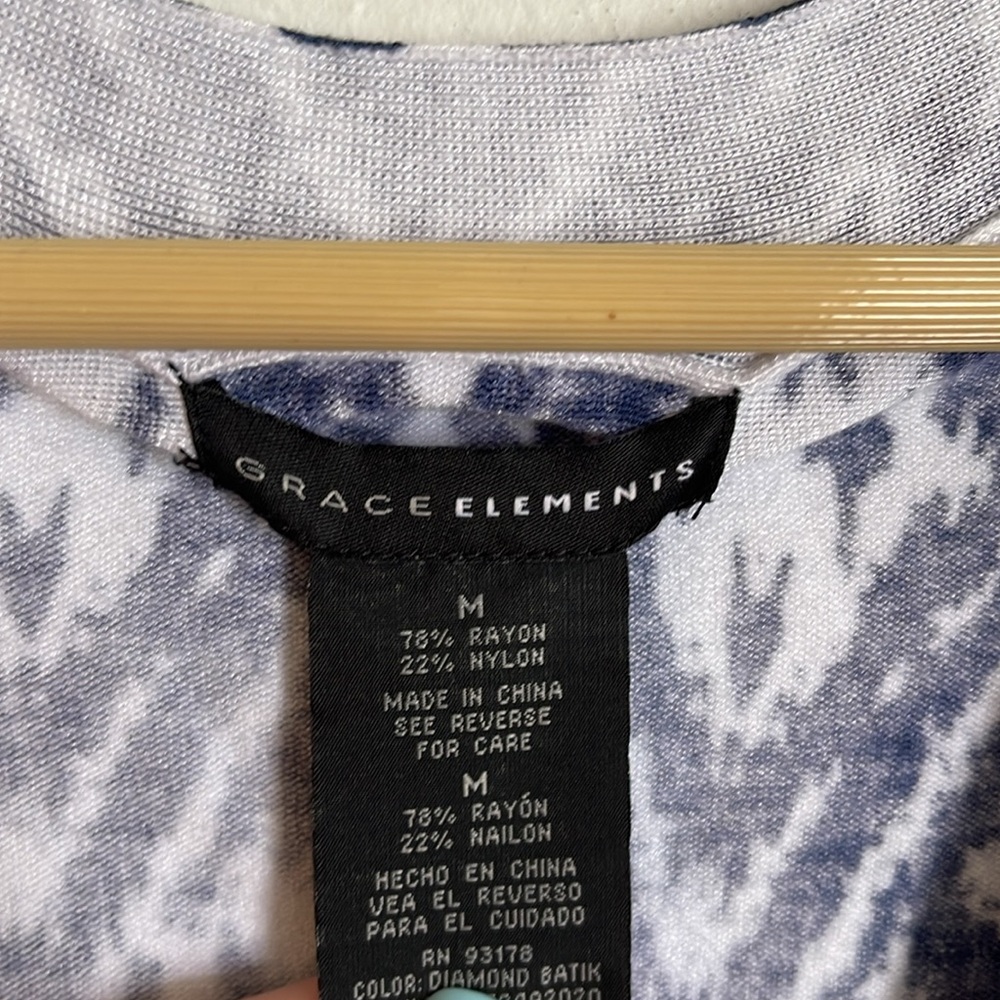 GRACE ELEMENTS
M
78% RAYON
22% NYLON
MADE IN CHINA
SEE REVERSE
FOR CARE
M
78% RAYÓN
22% NAILON
HECHO EN CHINA
VEA EL REVERSO
PARA EL CUIDADO
RN 93178
COLOR: DIAMOND BATIK